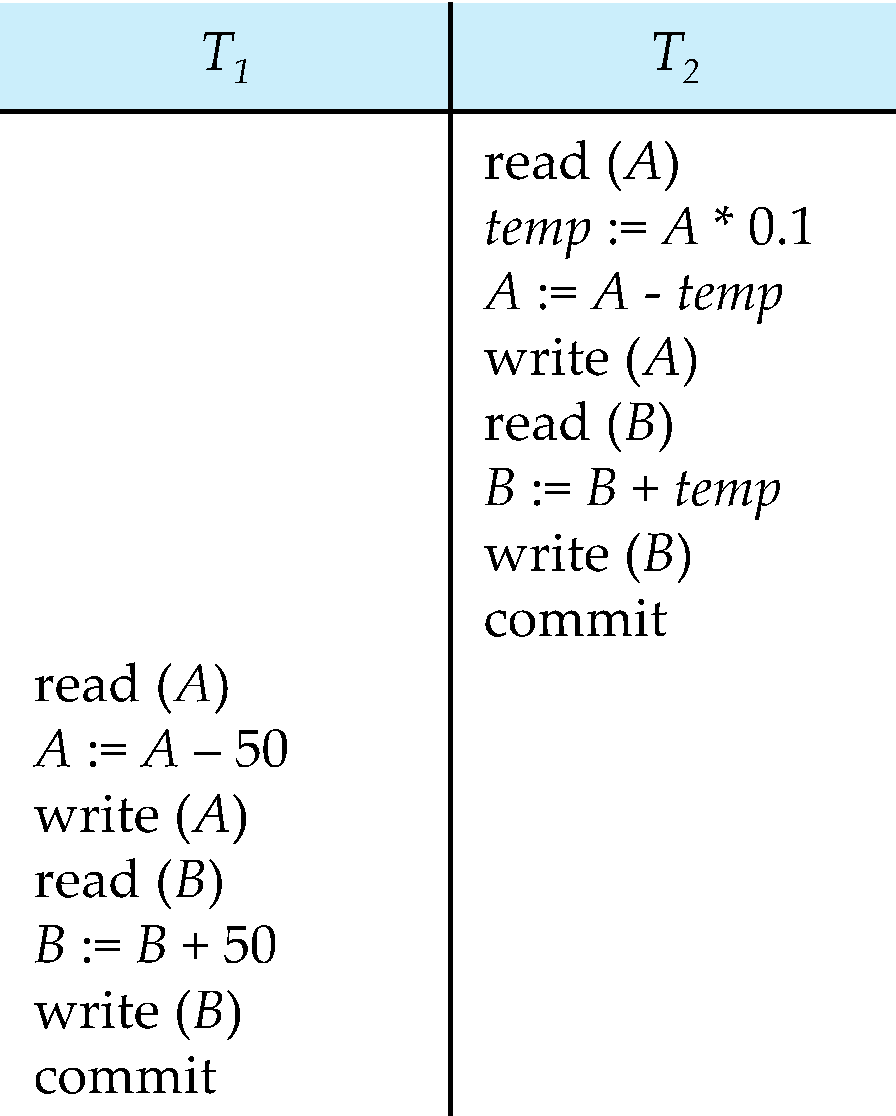 T1 T2
read (A)
temp := A * 0.1
A := A - temp
write (A)
read (B)
B := B + temp
write (B)
commit
read (A)
A := A – 50
write (A)
read (B)
B := B + 50
write (B)
commit